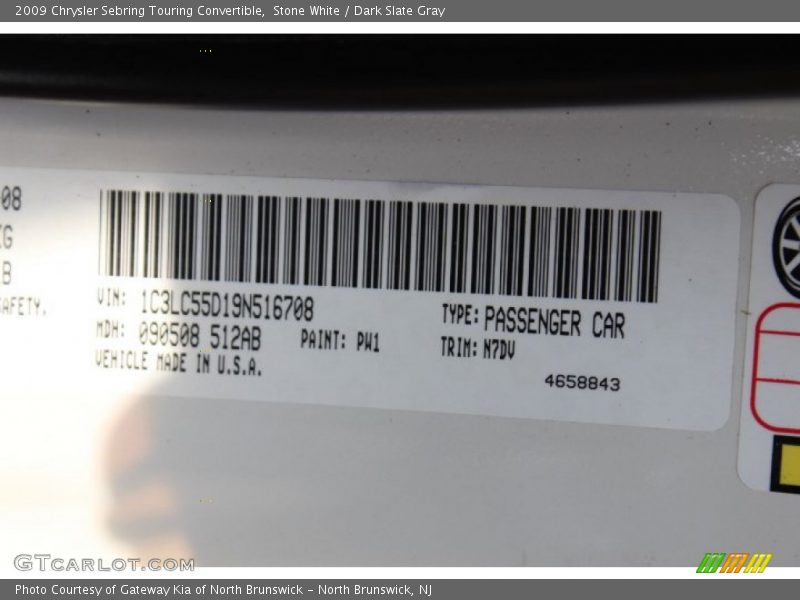 2009 Chrysler Sebring Touring Convertible, Stone White / Dark Slate Gray
08
KG
B
SAFETY.
VIN: 1C3LC55D19N516708
TYPE: PASSENGER CAR
MDH: 090508 512AB
PAINT: PW1
TRIM: N7DV
VEHICLE MADE IN U.S.A.
4658843
GTCARLOT.COM
Photo Courtesy of Gateway Kia of North Brunswick - North Brunswick, NJ